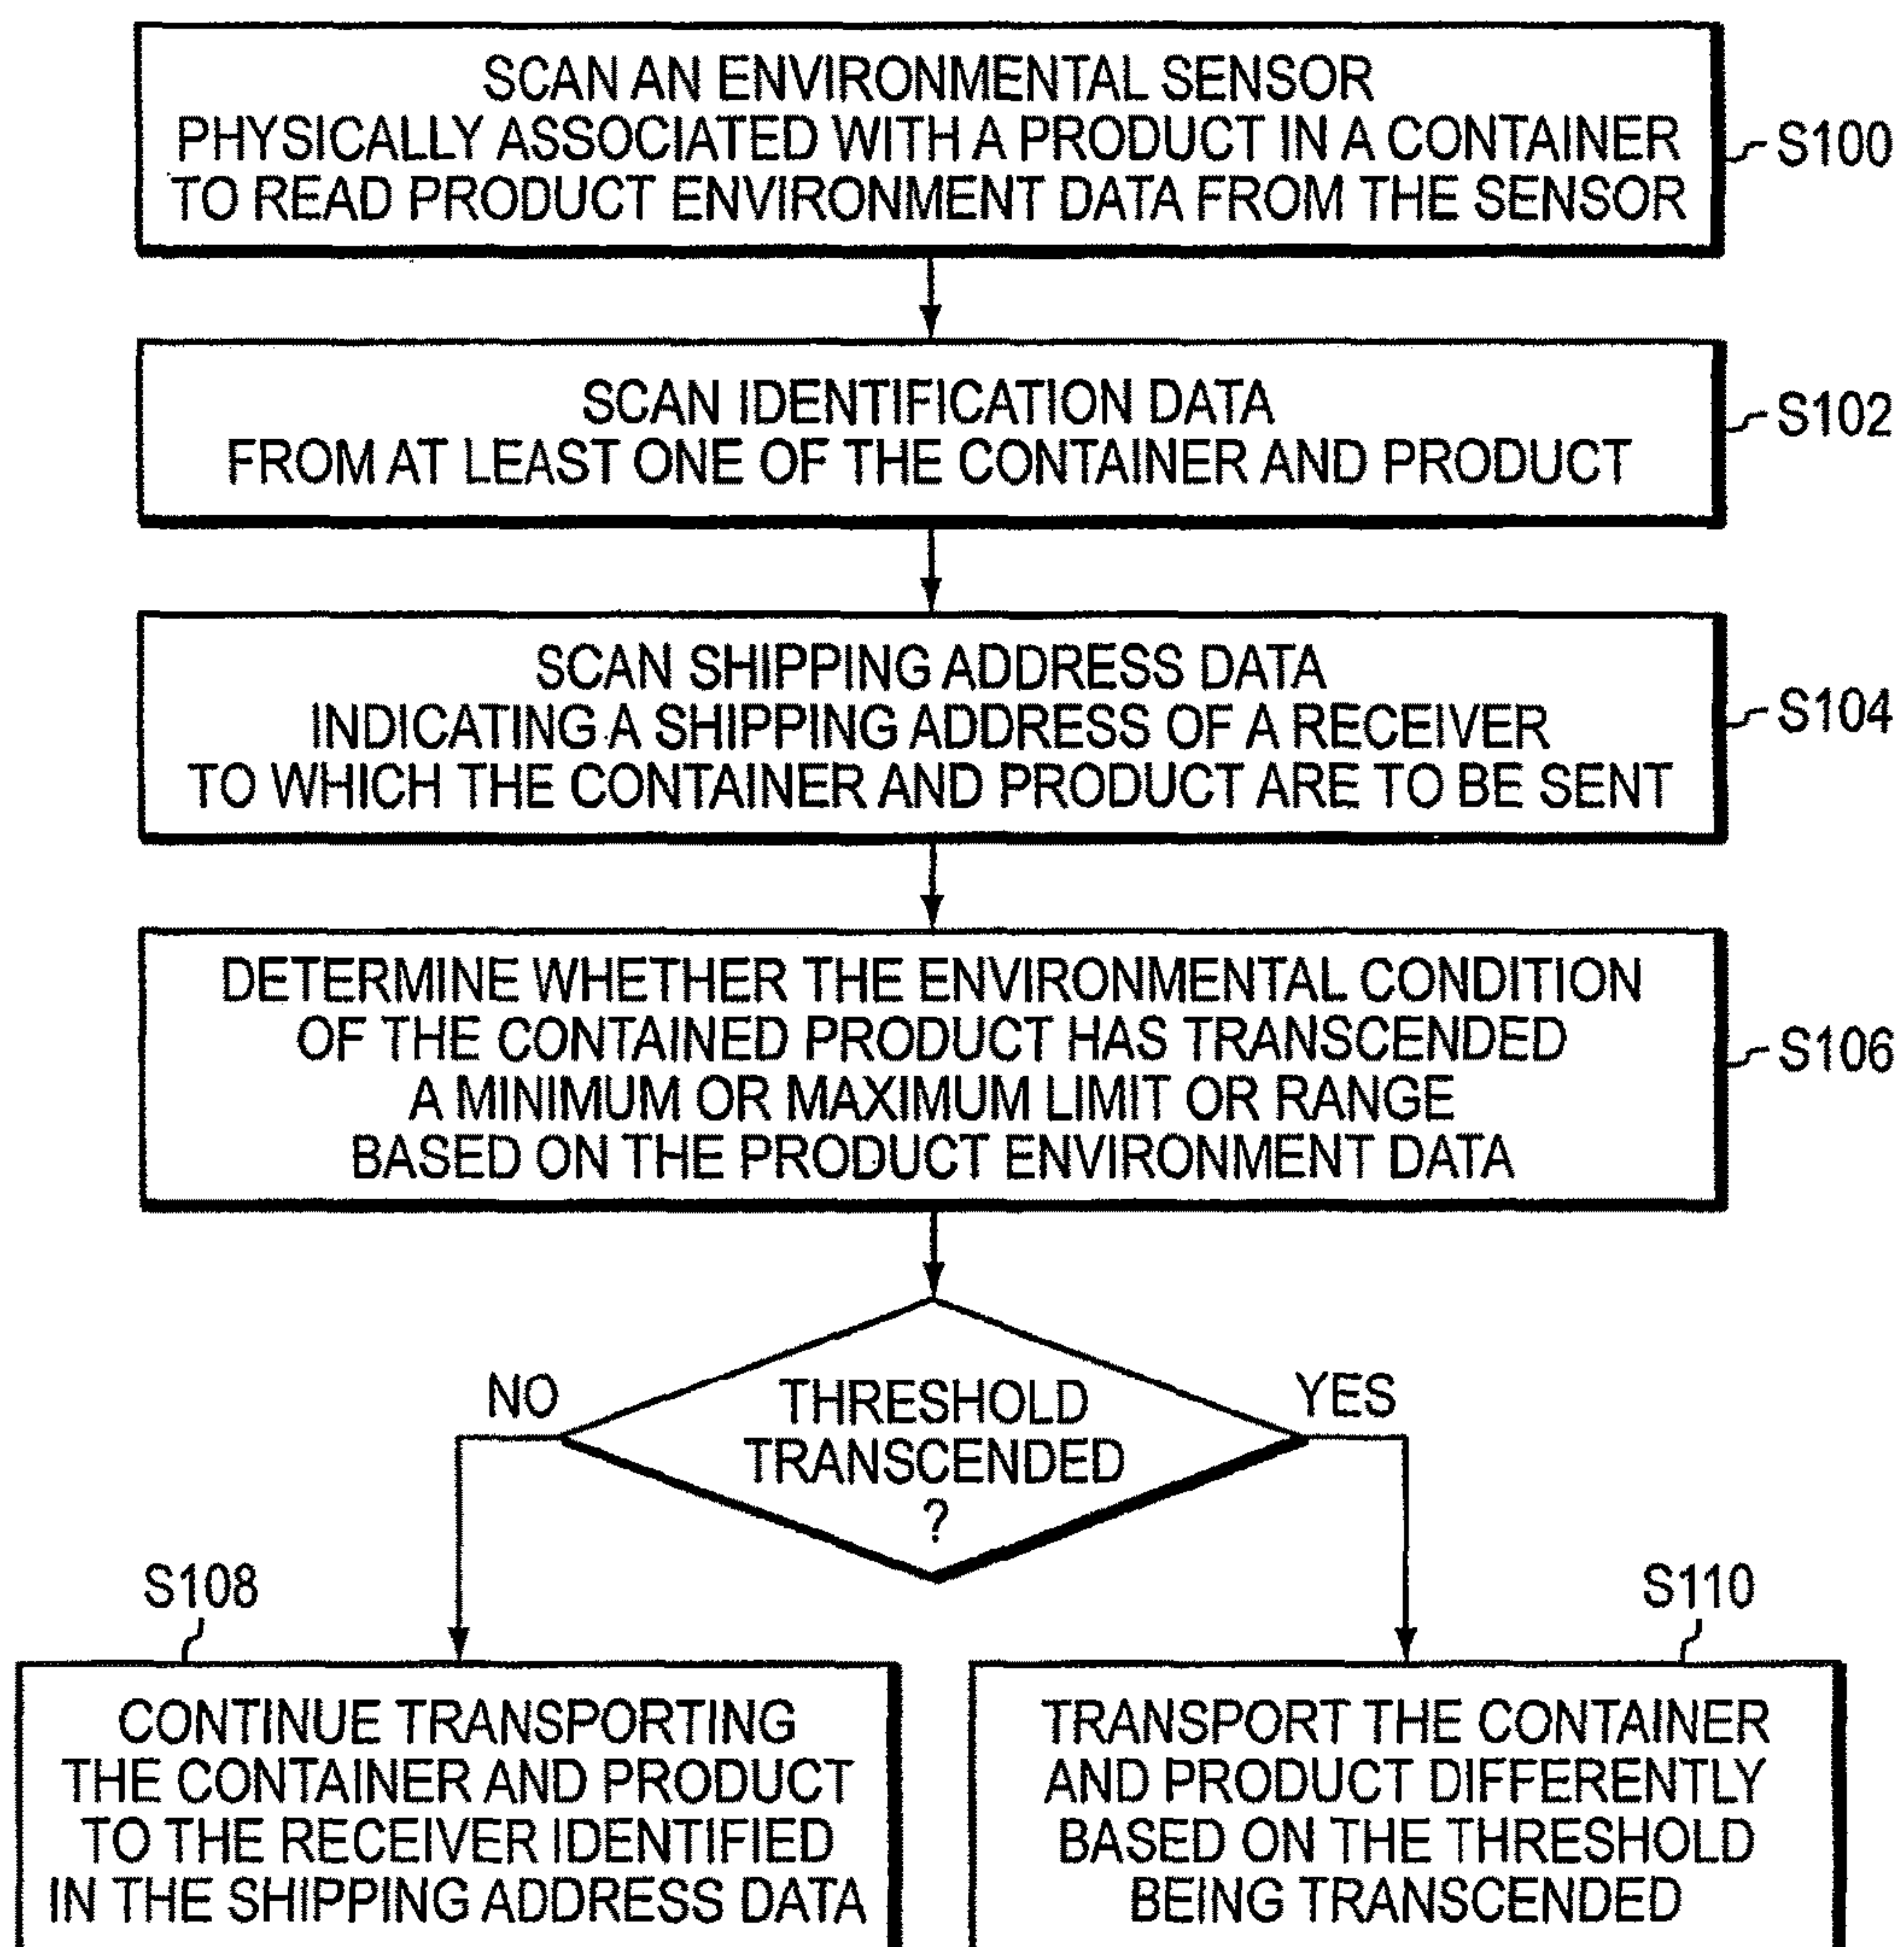 SCAN AN ENVIRONMENTAL SENSOR
PHYSICALLY ASSOCIATED WITH A PRODUCT IN A CONTAINER
TO READ PRODUCT ENVIRONMENT DATA FROM THE SENSOR
S100
SCAN IDENTIFICATION DATA
FROM AT LEAST ONE OF THE CONTAINER AND PRODUCT
S102
SCAN SHIPPING ADDRESS DATA
INDICATING A SHIPPING ADDRESS OF A RECEIVER
TO WHICH THE CONTAINER AND PRODUCT ARE TO BE SENT
S104
DETERMINE WHETHER THE ENVIRONMENTAL CONDITION
OF THE CONTAINED PRODUCT HAS TRANSCENDED
A MINIMUM OR MAXIMUM LIMIT OR RANGE
BASED ON THE PRODUCT ENVIRONMENT DATA
S106
NO
THRESHOLD
TRANSCENDED
?
YES
S108
CONTINUE TRANSPORTING
THE CONTAINER AND PRODUCT
TO THE RECEIVER IDENTIFIED
IN THE SHIPPING ADDRESS DATA
S110
TRANSPORT THE CONTAINER
AND PRODUCT DIFFERENTLY
BASED ON THE THRESHOLD
BEING TRANSCENDED